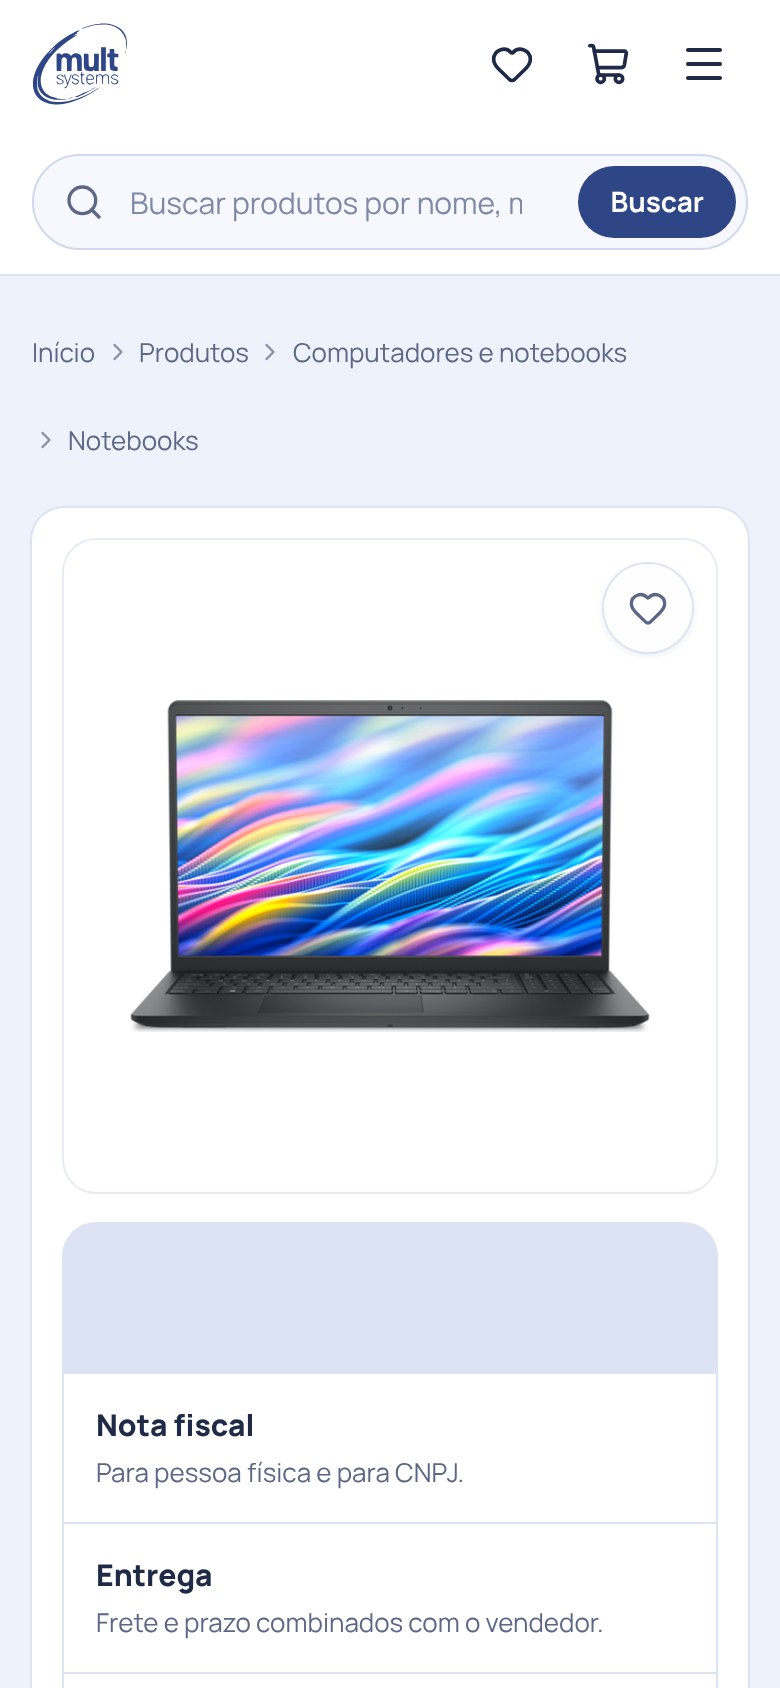 mult
systems
Buscar produtos por nome, n
Buscar
Início > Produtos > Computadores e notebooks
> Notebooks
Nota fiscal
Para pessoa física e para CNPJ.
Entrega
Frete e prazo combinados com o vendedor.